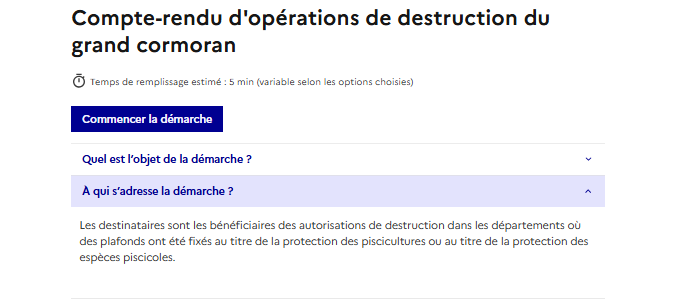 Compte-rendu d'opérations de destruction du
grand cormoran
Temps de remplissage estimé : 5 min (variable selon les options choisies)
Commencer la démarche
Quel est l’objet de la démarche ?
À qui s’adresse la démarche ?
Les destinataires sont les bénéficiaires des autorisations de destruction dans les départements où
des plafonds ont été fixés au titre de la protection des piscicultures ou au titre de la protection des
espèces piscicoles.